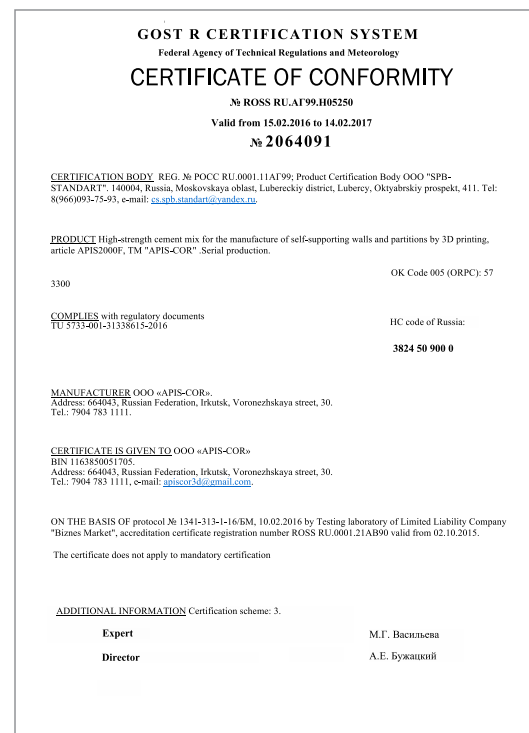 GOST R CERTIFICATION SYSTEM
Federal Agency of Technical Regulations and Meteorology
CERTIFICATE OF CONFORMITY
№ ROSS RU.АГ99.Н05250
Valid from 15.02.2016 to 14.02.2017
№ 2064091
CERTIFICATION BODY REG. № РОСС RU.0001.11АГ99; Product Certification Body ООО "SPB-
STANDART". 140004, Russia, Moskovskaya oblast, Lubereckiy district, Lubercy, Oktyabrskiy prospekt, 411. Tel:
8(966)093-75-93, e-mail: cs.spb.standart@yandex.ru.
PRODUCT High-strength cement mix for the manufacture of self-supporting walls and partitions by 3D printing,
article APIS2000F, TM "APIS-COR" .Serial production.
OK Code 005 (ORPC): 57
3300
COMPLIES with regulatory documents
TU 5733-001-31338615-2016
HC code of Russia:
3824 50 900 0
MANUFACTURER OOO «APIS-COR».
Address: 664043, Russian Federation, Irkutsk, Voronezhskaya street, 30.
Tel.: 7904 783 1111.
CERTIFICATE IS GIVEN TO OOO «APIS-COR»
BIN 1163850051705.
Address: 664043, Russian Federation, Irkutsk, Voronezhskaya street, 30.
Tel.: 7904 783 1111, e-mail: apiscor3d@gmail.com.
ON THE BASIS OF protocol № 1341-313-1-16/БМ, 10.02.2016 by Testing laboratory of Limited Liability Company
"Biznes Market", accreditation certificate registration number ROSS RU.0001.21АВ90 valid from 02.10.2015.
The certificate does not apply to mandatory certification
ADDITIONAL INFORMATION Certification scheme: 3.
Expert М.Г. Васильева
Director А.Е. Бужацкий